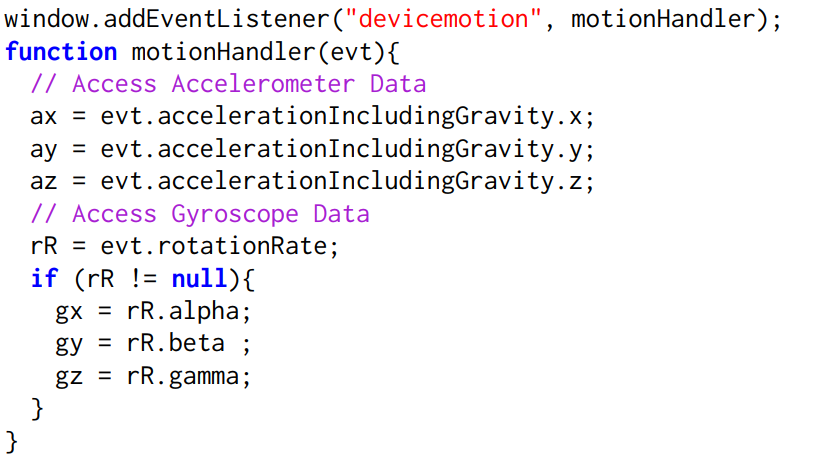 window.addEventListener("devicemotion", motionHandler);
function motionHandler(evt){
  // Access Accelerometer Data
  ax = evt.accelerationIncludingGravity.x;
  ay = evt.accelerationIncludingGravity.y;
  az = evt.accelerationIncludingGravity.z;
  // Access Gyroscope Data
  rR = evt.rotationRate;
  if (rR != null){
    gx = rR.alpha;
    gy = rR.beta ;
    gz = rR.gamma;
  }
}